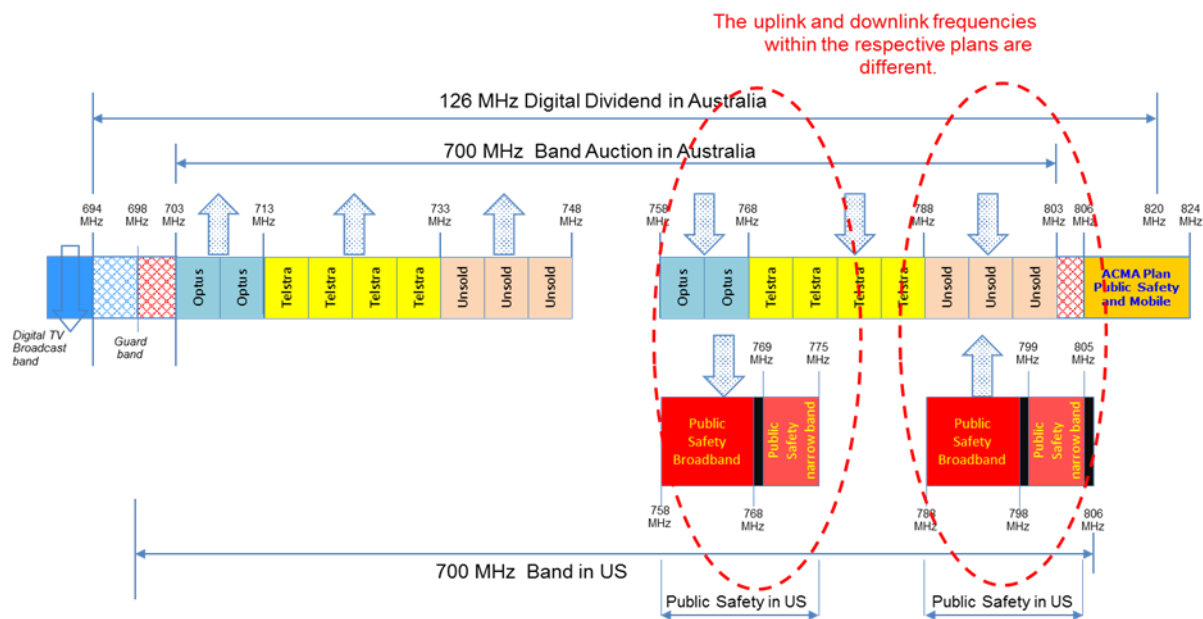 The uplink and downlink frequencies
within the respective plans are
different.
126 MHz Digital Dividend in Australia
700 MHz Band Auction in Australia
694
MHz
698
MHz
703
MHz
713
MHz
733
MHz
748
MHz
758
MHz
768
MHz
788
MHz
803
MHz
806
MHz
820
MHz
824
MHz
Optus
Optus
Telstra
Telstra
Telstra
Telstra
Unsold
Unsold
Unsold
Optus
Optus
Telstra
Telstra
Telstra
Telstra
Unsold
Unsold
Unsold
ACMA Plan
Public Safety
and Mobile
Digital TV
Broadcast
band
Guard
band
769
MHz
775
MHz
799
MHz
805
MHz
Public
Safety
Broadband
Public
Safety
narrow band
Public
Safety
Broadband
Public
Safety
narrow band
758
MHz
768
MHz
788
MHz
798
MHz
806
MHz
700 MHz Band in US
Public Safety in US
Public Safety in US